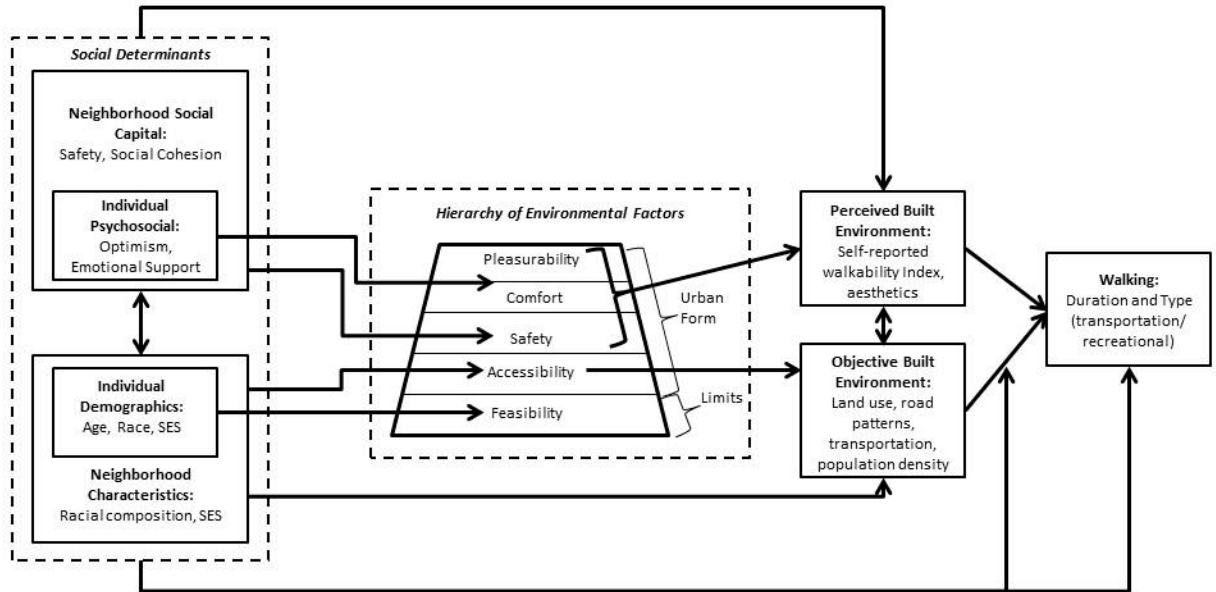 Social Determinants
Neighborhood Social
Capital:
Safety, Social Cohesion
Individual
Psychosocial:
Optimism,
Emotional Support
Individual
Demographics:
Age, Race, SES
Neighborhood
Characteristics:
Racial composition, SES
Hierarchy of Environmental Factors
Pleasurability
Comfort
Safety
Accessibility
Feasibility
Urban
Form
Limits
Perceived Built
Environment:
Self-reported
walkability Index,
aesthetics
Objective Built
Environment:
Land use, road
patterns,
transportation,
population density
Walking:
Duration and Type
(transportation/
recreational)